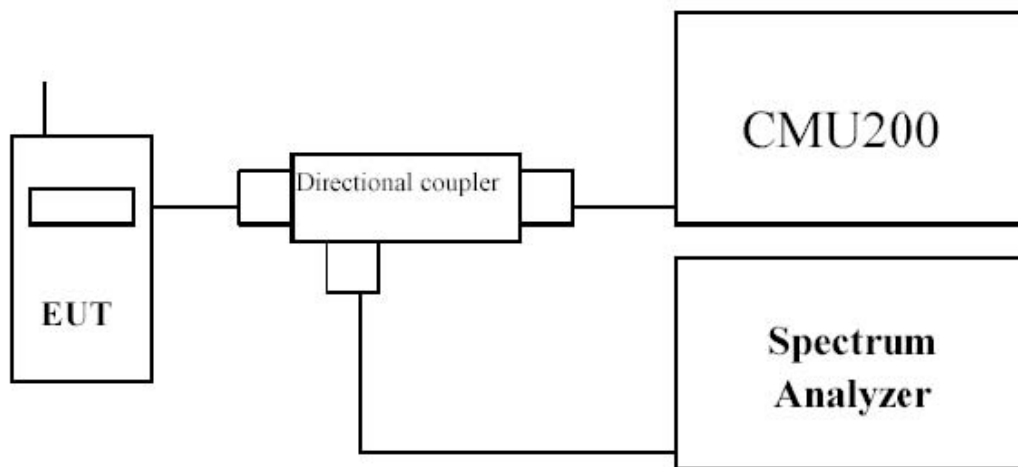 CMU200
Directional coupler
EUT
Spectrum
Analyzer